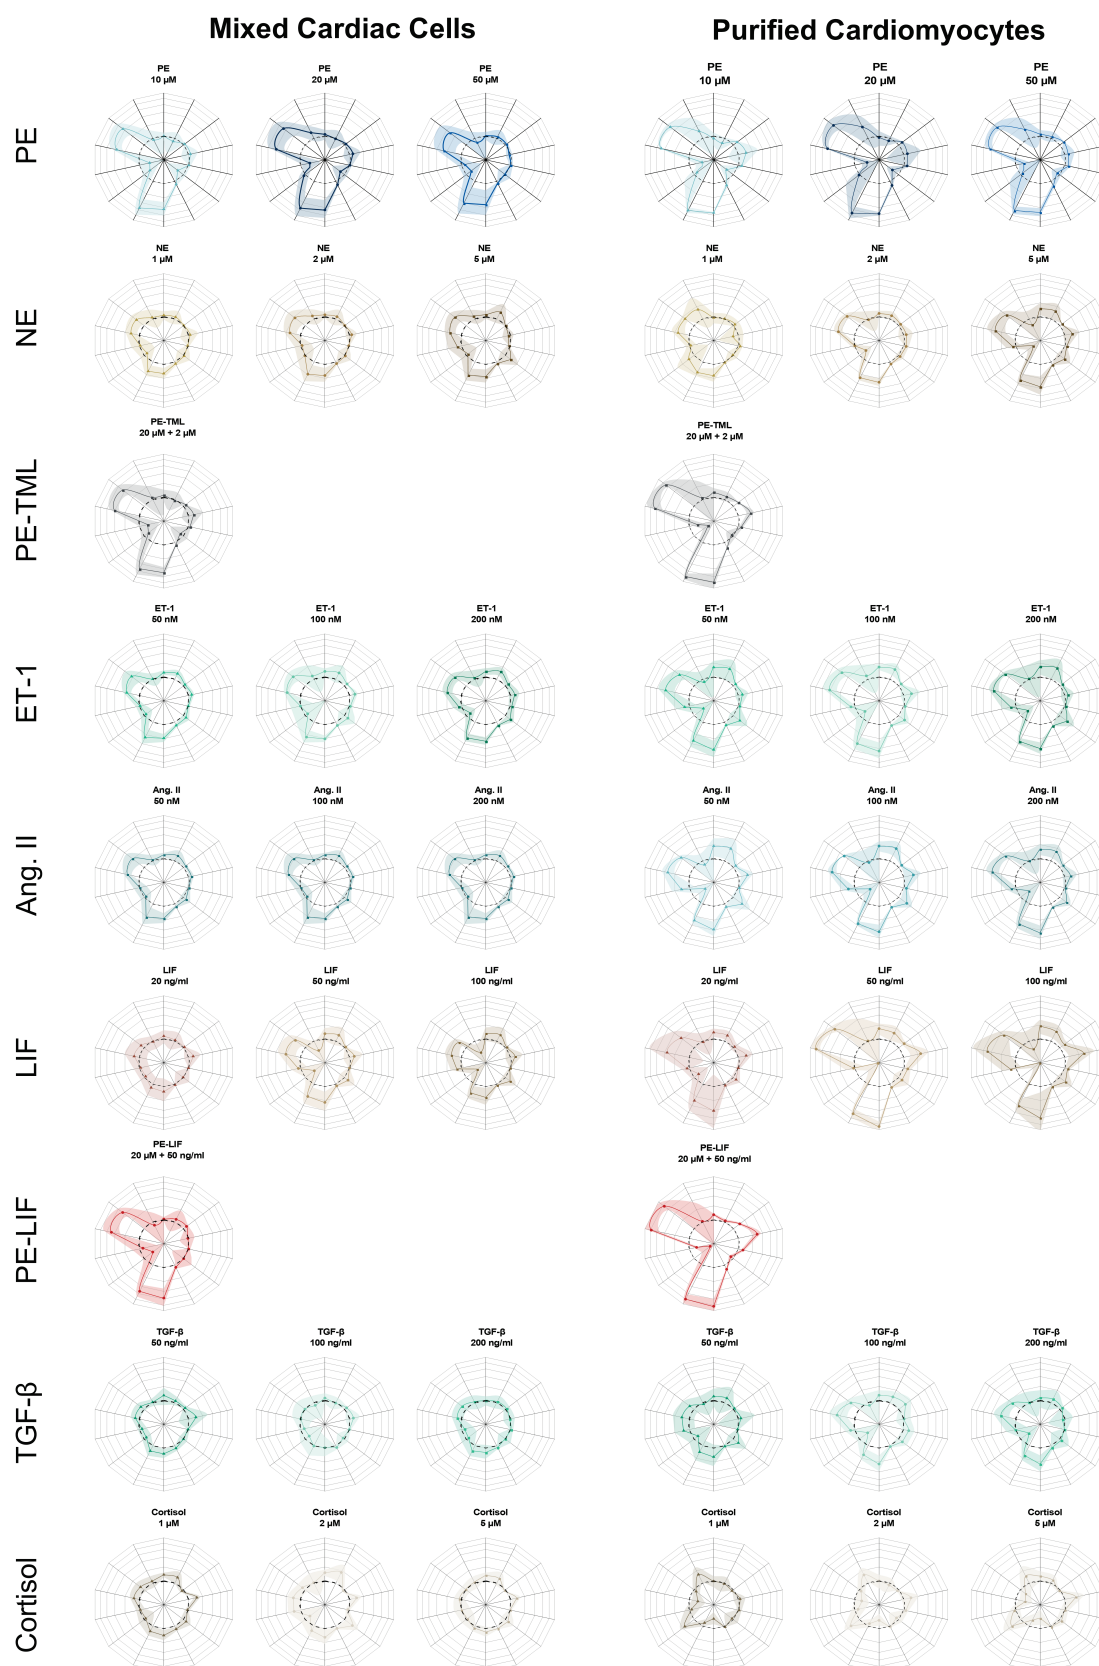 Mixed Cardiac Cells
Purified Cardiomyocytes
PE
PE
10 µM
PE
20 µM
PE
50 µM
PE
10 µM
PE
20 µM
PE
50 µM
NE
NE
1 µM
NE
2 µM
NE
5 µM
NE
1 µM
NE
2 µM
NE
5 µM
PE-TML
PE-TML
20 µM + 2 µM
PE-TML
20 µM + 2 µM
ET-1
ET-1
50 nM
ET-1
100 nM
ET-1
200 nM
ET-1
50 nM
ET-1
100 nM
ET-1
200 nM
Ang. II
Ang. II
50 nM
Ang. II
100 nM
Ang. II
200 nM
Ang. II
50 nM
Ang. II
100 nM
Ang. II
200 nM
LIF
LIF
20 ng/ml
LIF
50 ng/ml
LIF
100 ng/ml
LIF
20 ng/ml
LIF
50 ng/ml
LIF
100 ng/ml
PE-LIF
PE-LIF
20 µM + 50 ng/ml
PE-LIF
20 µM + 50 ng/ml
TGF-β
TGF-β
50 ng/ml
TGF-β
100 ng/ml
TGF-β
200 ng/ml
TGF-β
50 ng/ml
TGF-β
100 ng/ml
TGF-β
200 ng/ml
Cortisol
Cortisol
1 µM
Cortisol
2 µM
Cortisol
5 µM
Cortisol
1 µM
Cortisol
2 µM
Cortisol
5 µM